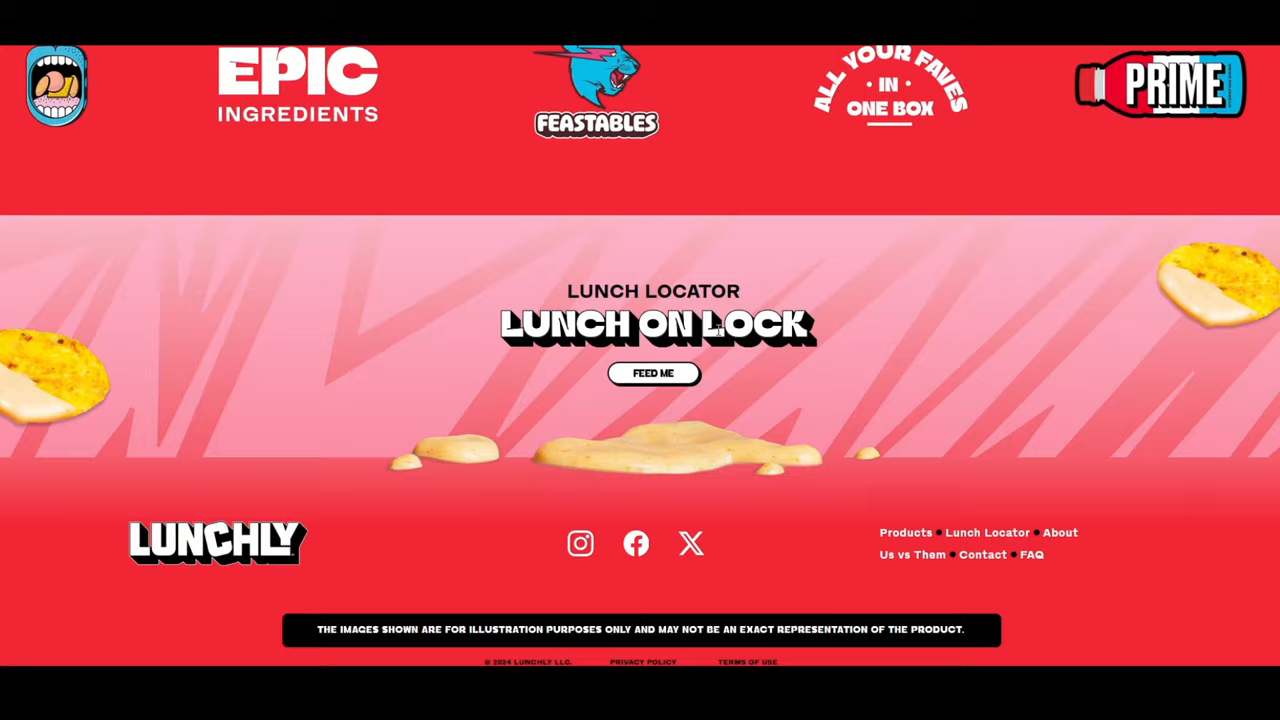 EPIC
INGREDIENTS
FEASTABLES
ALL YOUR FAVES
• IN •
ONE BOX
PRIME
LUNCH LOCATOR
LUNCH ON LOCK
FEED ME
LUNCHLY
Products • Lunch Locator • About
Us vs Them • Contact • FAQ
THE IMAGES SHOWN ARE FOR ILLUSTRATION PURPOSES ONLY AND MAY NOT BE AN EXACT REPRESENTATION OF THE PRODUCT.
© 2024 LUNCHLY LLC. PRIVACY POLICY TERMS OF USE